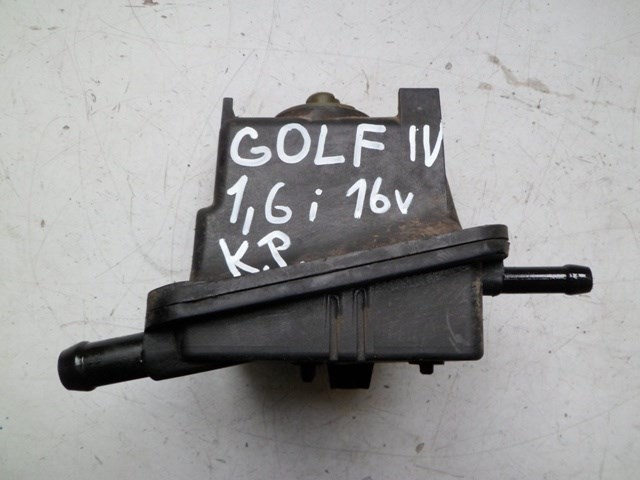 GOLF IV
1,6 i 16v
K.P.